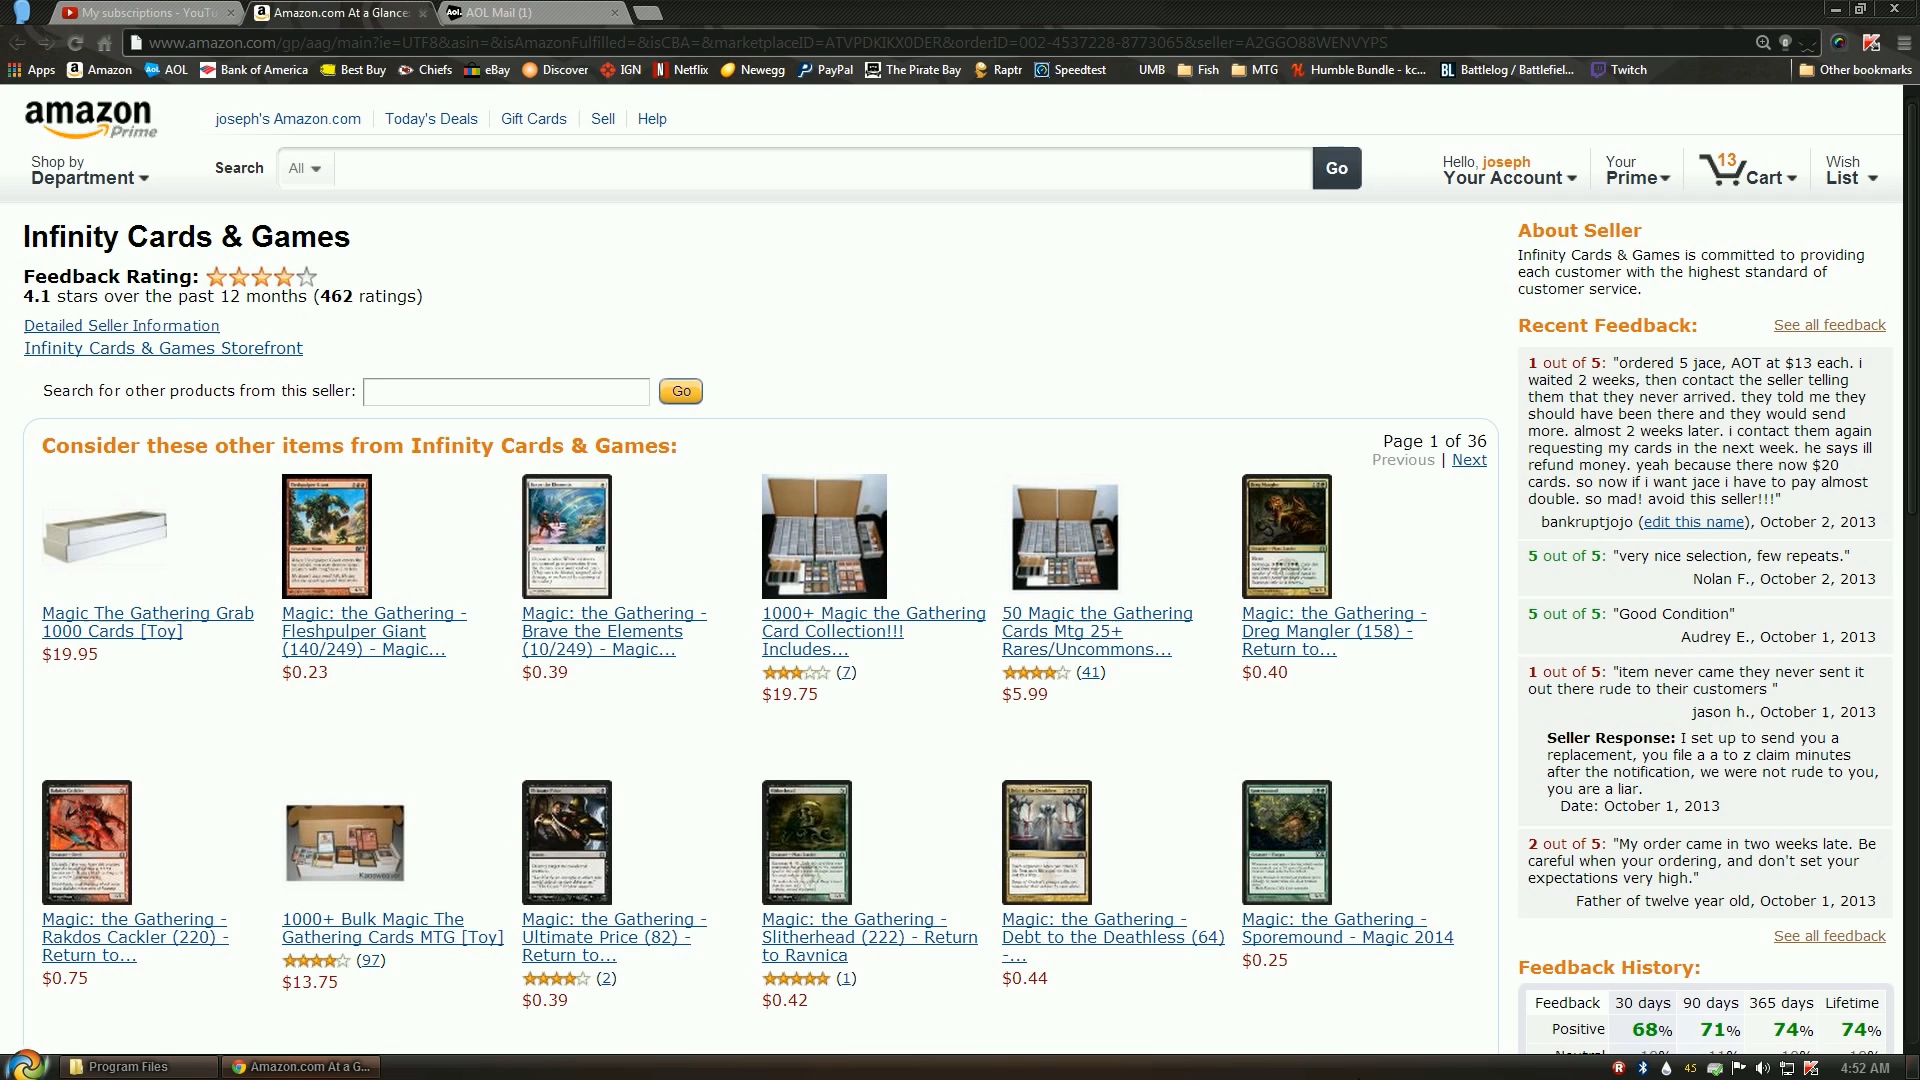 My subscriptions - YouTu
Amazon.com At a Glance:
AOL Mail (1)
www.amazon.com/gp/aag/main?ie=UTF8&asin=&isAmazonFulfilled=&isCBA=&marketplaceID=ATVPDKIKX0DER&orderID=002-4537228-8773065&seller=A2GGO88WENVYPS
Apps Amazon AOL Bank of America Best Buy Chiefs eBay Discover IGN Netflix Newegg PayPal The Pirate Bay Raptr Speedtest UMB Fish MTG Humble Bundle - kc... Battlelog / Battlefiel... Twitch Other bookmarks
amazon Prime
joseph's Amazon.com Today's Deals Gift Cards Sell Help
Shop by
Department
Search All Go
Hello, joseph
Your Account
Your
Prime
13
Cart
Wish
List
Infinity Cards & Games
Feedback Rating:
4.1 stars over the past 12 months (462 ratings)
Detailed Seller Information
Infinity Cards & Games Storefront
Search for other products from this seller: Go
Consider these other items from Infinity Cards & Games:
Page 1 of 36
Previous | Next
Magic The Gathering Grab
1000 Cards [Toy]
$19.95
Magic: the Gathering -
Fleshpulper Giant
(140/249) - Magic...
$0.23
Magic: the Gathering -
Brave the Elements
(10/249) - Magic...
$0.39
1000+ Magic the Gathering
Card Collection!!!
Includes...
(7)
$19.75
50 Magic the Gathering
Cards Mtg 25+
Rares/Uncommons...
(41)
$5.99
Magic: the Gathering -
Dreg Mangler (158) -
Return to...
$0.40
Magic: the Gathering -
Rakdos Cackler (220) -
Return to...
$0.75
1000+ Bulk Magic The
Gathering Cards MTG [Toy]
(97)
$13.75
Magic: the Gathering -
Ultimate Price (82) -
Return to...
(2)
$0.39
Magic: the Gathering -
Slitherhead (222) - Return
to Ravnica
(1)
$0.42
Magic: the Gathering -
Debt to the Deathless (64)
-...
$0.44
Magic: the Gathering -
Sporemound - Magic 2014
$0.25
About Seller
Infinity Cards & Games is committed to providing
each customer with the highest standard of
customer service.
Recent Feedback: See all feedback
1 out of 5: "ordered 5 jace, AOT at $13 each. i
waited 2 weeks, then contact the seller telling
them that they never arrived. they told me they
should have been there and they would send
more. almost 2 weeks later. i contact them again
requesting my cards in the next week. he says ill
refund money. yeah because there now $20
cards. so now if i want jace i have to pay almost
double. so mad! avoid this seller!!!"
bankruptjojo (edit this name), October 2, 2013
5 out of 5: "very nice selection, few repeats."
Nolan F., October 2, 2013
5 out of 5: "Good Condition"
Audrey E., October 1, 2013
1 out of 5: "item never came they never sent it
out there rude to their customers "
jason h., October 1, 2013
Seller Response: I set up to send you a
replacement, you file a a to z claim minutes
after the notification, we were not rude to you,
you are a liar.
Date: October 1, 2013
2 out of 5: "My order came in two weeks late. Be
careful when your ordering, and don't set your
expectations very high."
Father of twelve year old, October 1, 2013
See all feedback
Feedback History:
Feedback 30 days 90 days 365 days Lifetime
Positive 68% 71% 74% 74%
Program Files
Amazon.com At a G...
45
4:52 AM